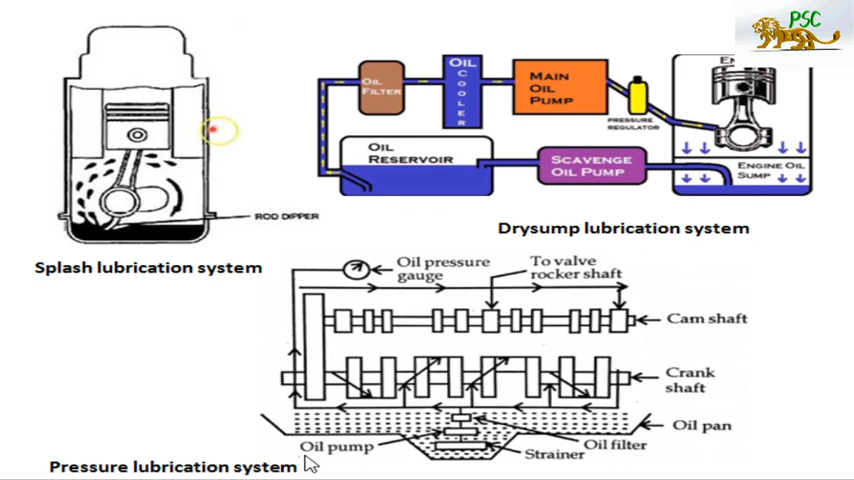 PSC
OIL
FILTER
OIL
COOLER
MAIN
OIL
PUMP
PRESSURE
REGULATOR
OIL
RESERVOIR
SCAVENGE
OIL PUMP
ENGINE OIL
SUMP
ROD DIPPER
Drysump lubrication system
Splash lubrication system
Oil pressure
gauge
To valve
rocker shaft
Cam shaft
Crank
shaft
Oil pan
Oil pump
Oil filter
Strainer
Pressure lubrication system